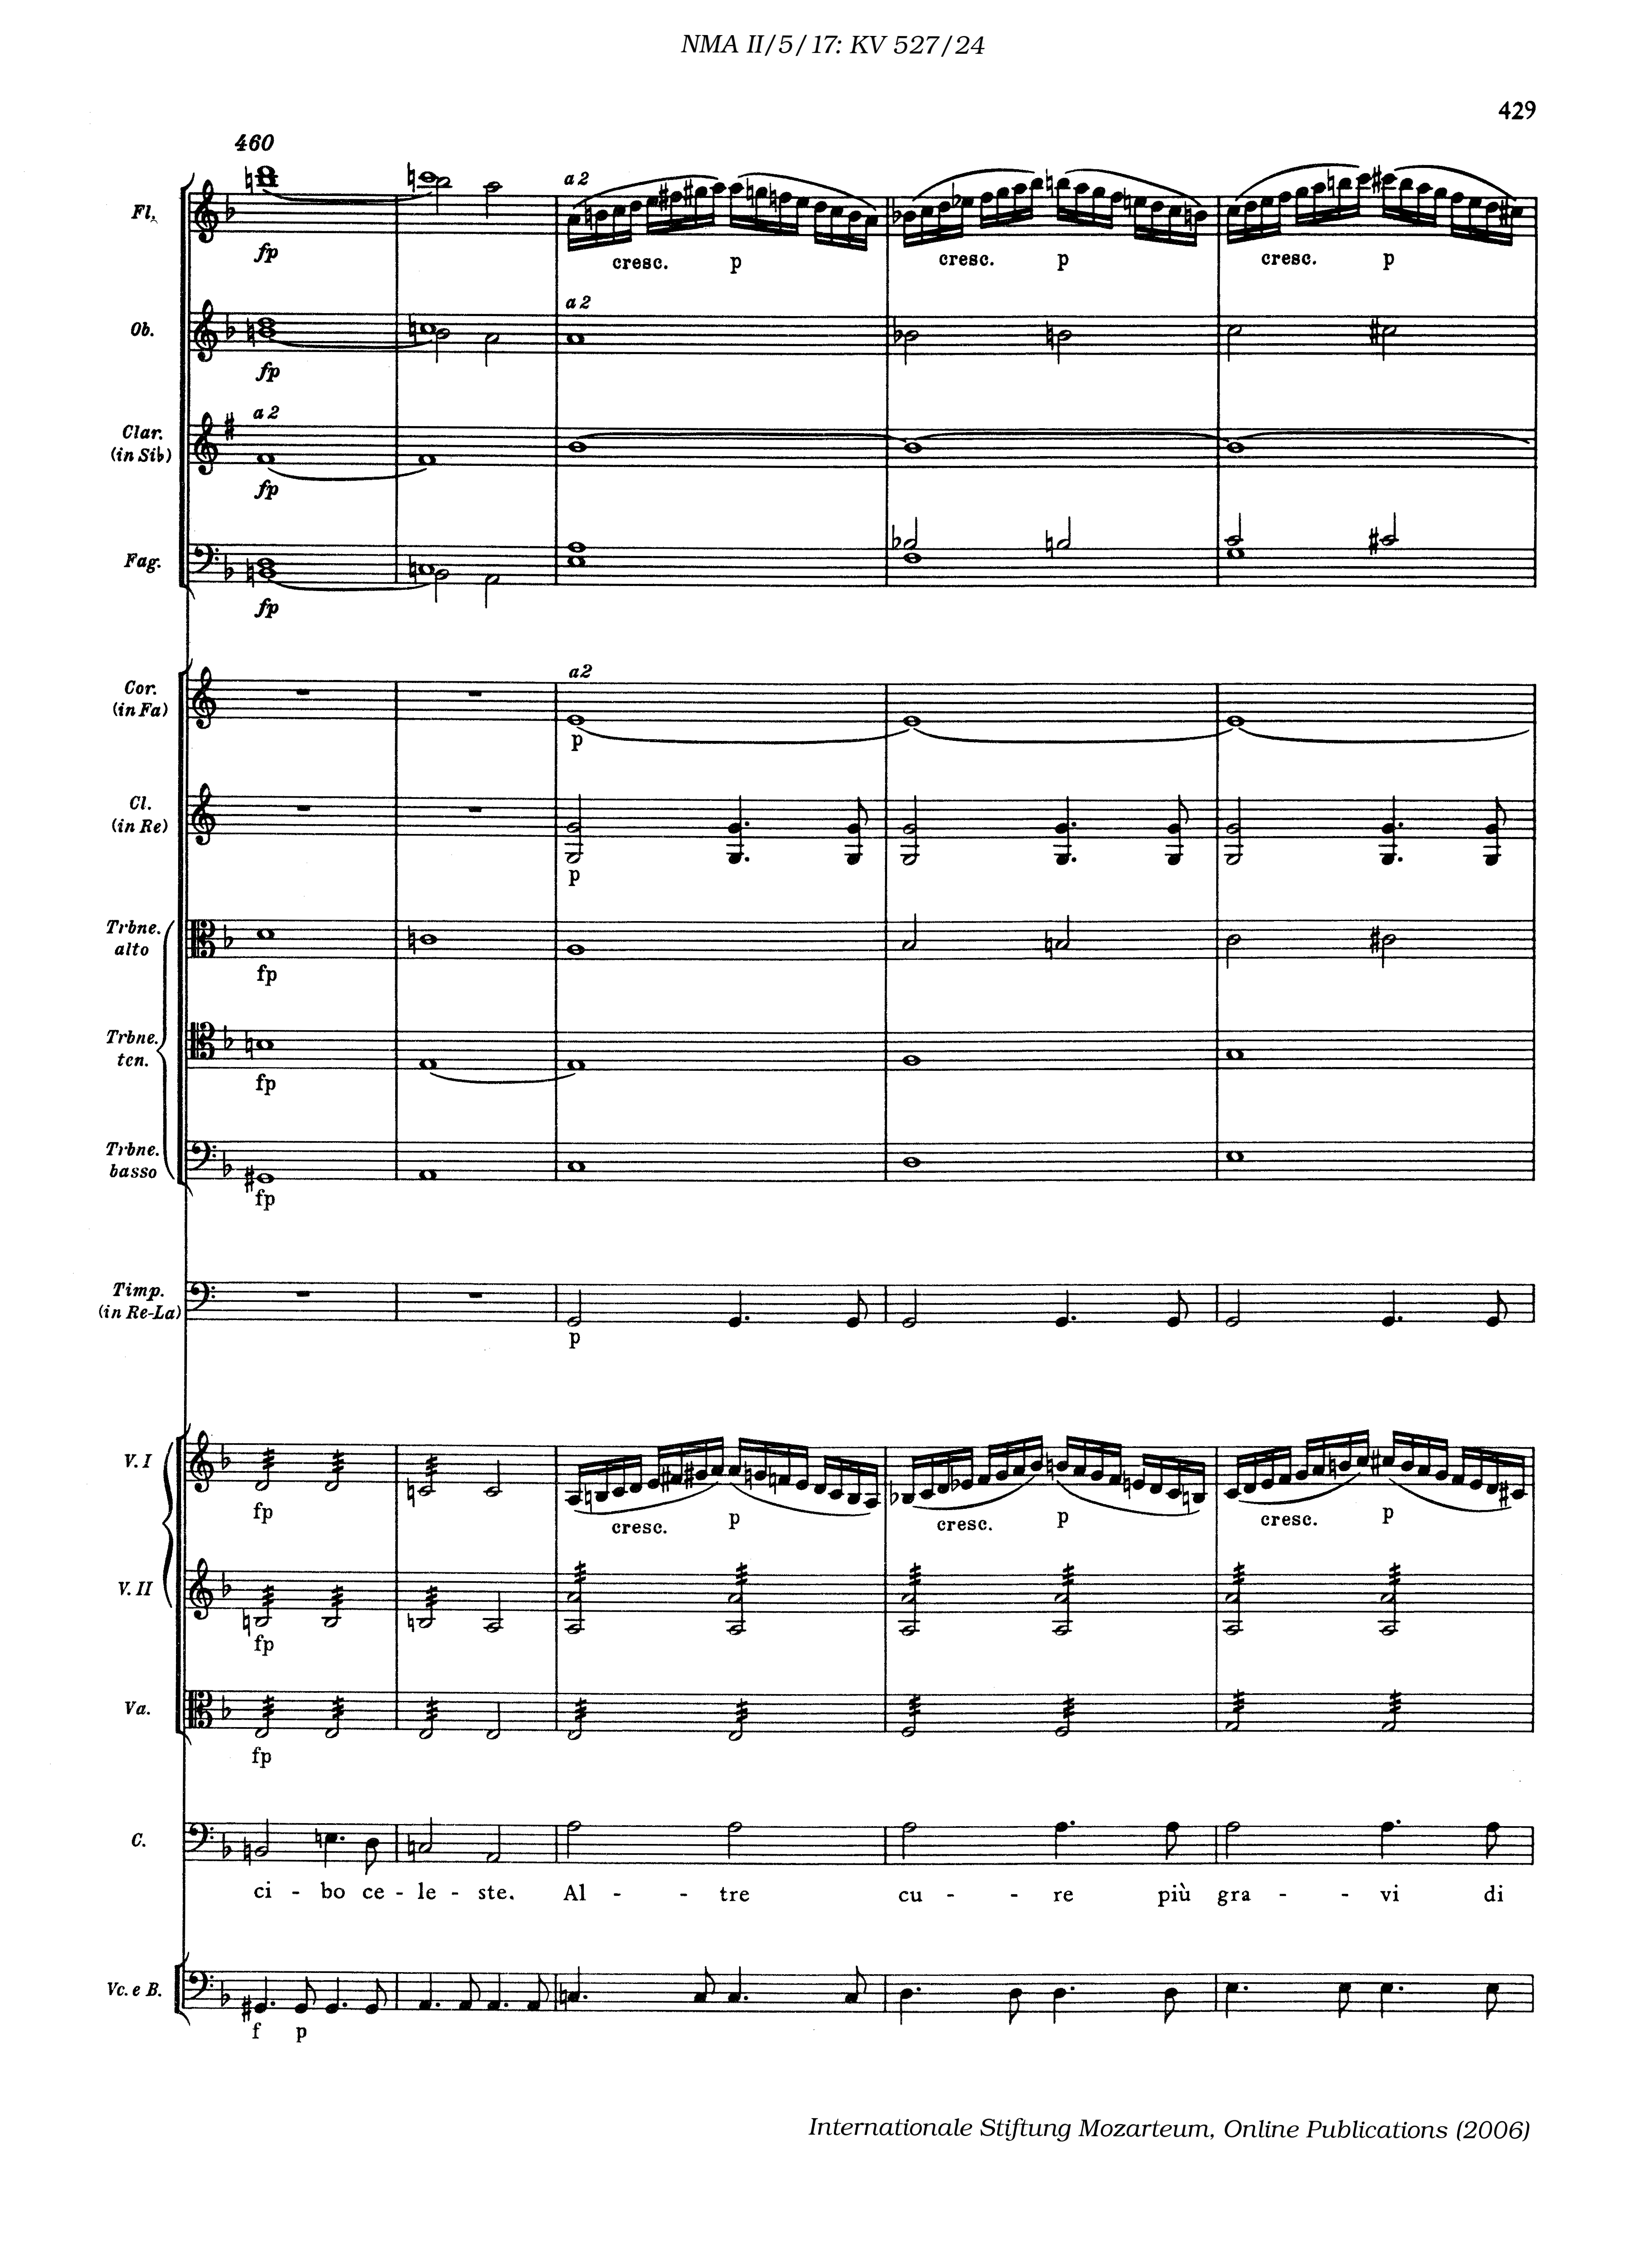 NMA II/5/17: KV 527/24
429
460
a 2
Fl.
fp
cresc. p cresc. p cresc. p
a 2
Ob.
fp
a 2
Clar.
(in Sib)
fp
Fag.
fp
a2
Cor.
(in Fa)
p
Cl.
(in Re)
p
Trbne.
alto
fp
Trbne.
ten.
fp
Trbne.
basso
fp
Timp.
(in Re-La)
p
V. I
fp
cresc. p cresc. p cresc. p
V. II
fp
Va.
fp
C.
ci - bo ce - le - ste. Al - - tre cu - - re più gra - - vi di
Vc. e B.
f p
Internationale Stiftung Mozarteum, Online Publications (2006)